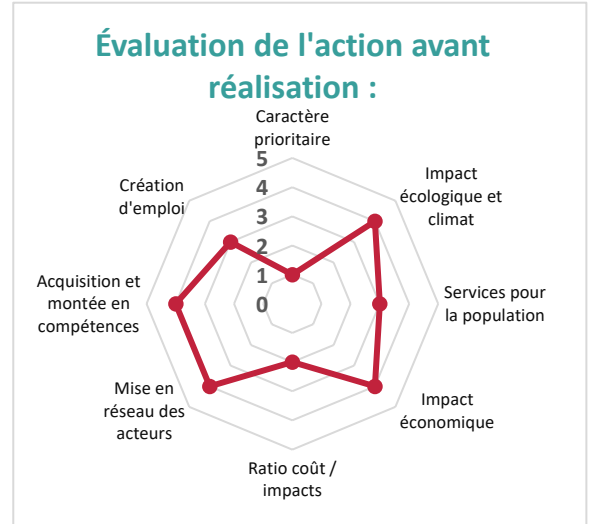 Évaluation de l'action avant
réalisation :
Caractère
prioritaire
Impact
écologique et
climat
Services pour
la population
Impact
économique
Ratio coût /
impacts
Mise en
réseau des
acteurs
Acquisition et
montée en
compétences
Création
d'emploi
5
4
3
2
1
0